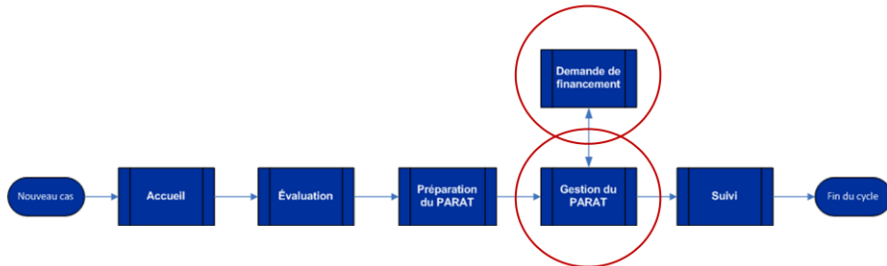 Demande de
financement
Nouveau cas
Accueil
Évaluation
Préparation
du PARAT
Gestion du
PARAT
Suivi
Fin du cycle